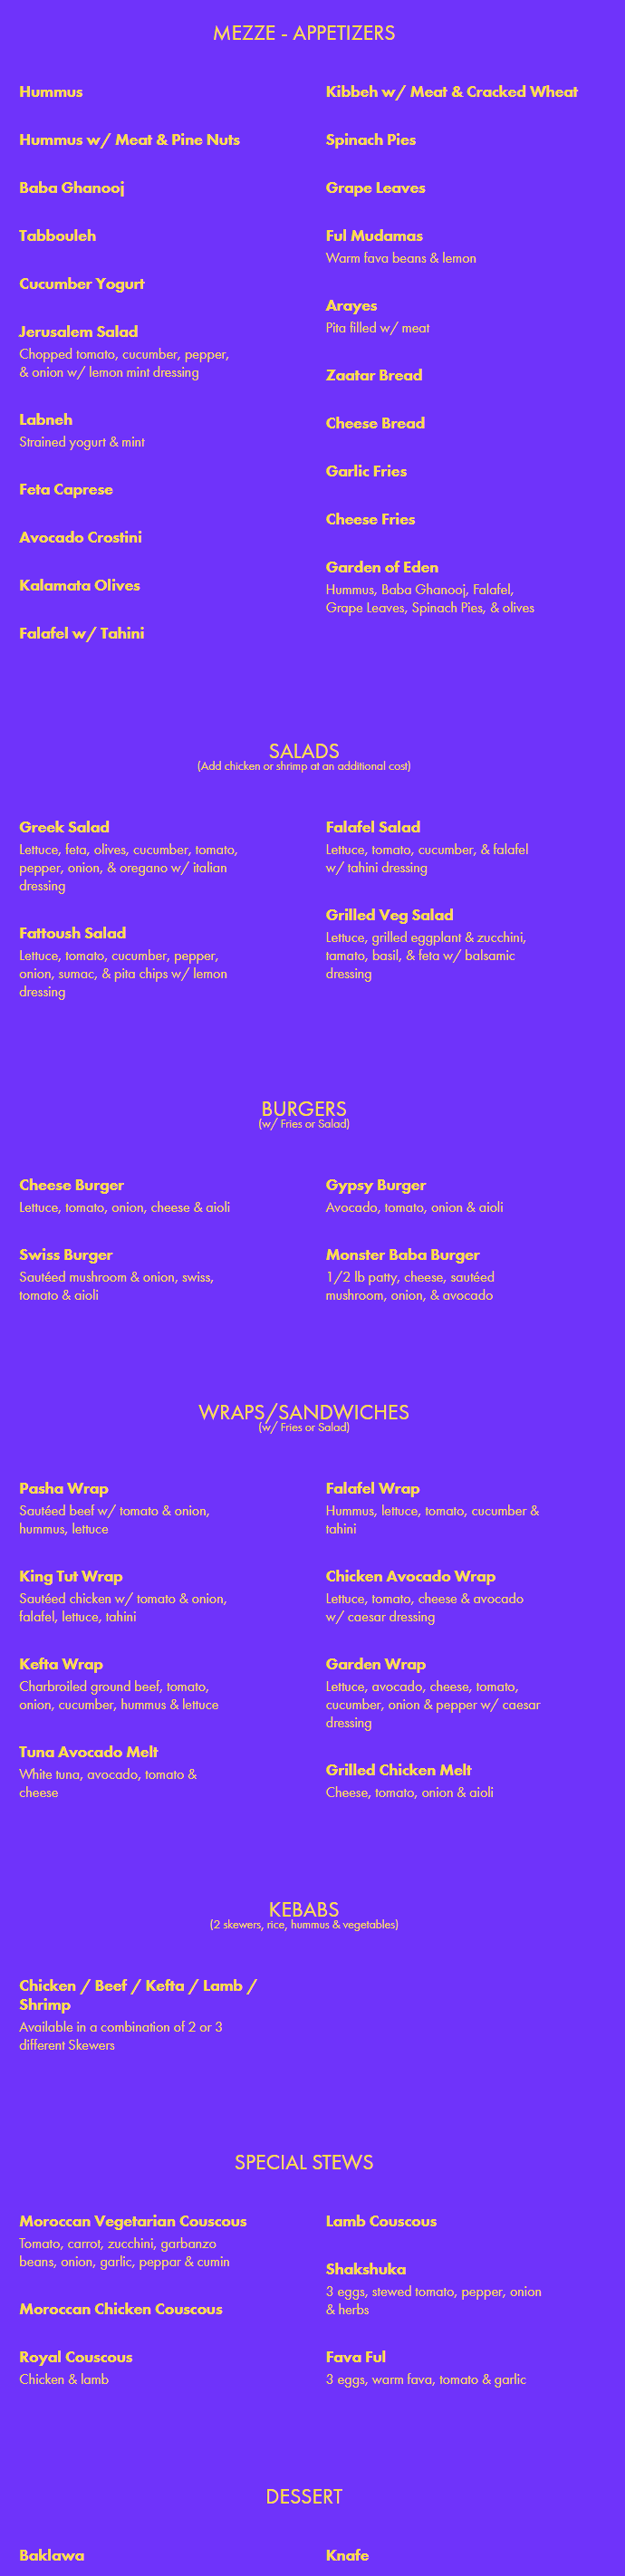 MEZZE - APPETIZERS
Hummus
Hummus w/ Meat & Pine Nuts
Baba Ghanooj
Tabbouleh
Cucumber Yogurt
Jerusalem Salad
Chopped tomato, cucumber, pepper,
& onion w/ lemon mint dressing
Labneh
Strained yogurt & mint
Feta Caprese
Avocado Crostini
Kalamata Olives
Falafel w/ Tahini
Kibbeh w/ Meat & Cracked Wheat
Spinach Pies
Grape Leaves
Ful Mudamas
Warm fava beans & lemon
Arayes
Pita filled w/ meat
Zaatar Bread
Cheese Bread
Garlic Fries
Cheese Fries
Garden of Eden
Hummus, Baba Ghanooj, Falafel,
Grape Leaves, Spinach Pies, & olives
SALADS
(Add chicken or shrimp at an additional cost)
Greek Salad
Lettuce, feta, olives, cucumber, tomato,
pepper, onion, & oregano w/ italian
dressing
Fattoush Salad
Lettuce, tomato, cucumber, pepper,
onion, sumac, & pita chips w/ lemon
dressing
Falafel Salad
Lettuce, tomato, cucumber, & falafel
w/ tahini dressing
Grilled Veg Salad
Lettuce, grilled eggplant & zucchini,
tamato, basil, & feta w/ balsamic
dressing
BURGERS
(w/ Fries or Salad)
Cheese Burger
Lettuce, tomato, onion, cheese & aioli
Swiss Burger
Sautéed mushroom & onion, swiss,
tomato & aioli
Gypsy Burger
Avocado, tomato, onion & aioli
Monster Baba Burger
1/2 lb patty, cheese, sautéed
mushroom, onion, & avocado
WRAPS/SANDWICHES
(w/ Fries or Salad)
Pasha Wrap
Sautéed beef w/ tomato & onion,
hummus, lettuce
King Tut Wrap
Sautéed chicken w/ tomato & onion,
falafel, lettuce, tahini
Kefta Wrap
Charbroiled ground beef, tomato,
onion, cucumber, hummus & lettuce
Tuna Avocado Melt
White tuna, avocado, tomato &
cheese
Falafel Wrap
Hummus, lettuce, tomato, cucumber &
tahini
Chicken Avocado Wrap
Lettuce, tomato, cheese & avocado
w/ caesar dressing
Garden Wrap
Lettuce, avocado, cheese, tomato,
cucumber, onion & pepper w/ caesar
dressing
Grilled Chicken Melt
Cheese, tomato, onion & aioli
KEBABS
(2 skewers, rice, hummus & vegetables)
Chicken / Beef / Kefta / Lamb /
Shrimp
Available in a combination of 2 or 3
different Skewers
SPECIAL STEWS
Moroccan Vegetarian Couscous
Tomato, carrot, zucchini, garbanzo
beans, onion, garlic, peppar & cumin
Moroccan Chicken Couscous
Royal Couscous
Chicken & lamb
Lamb Couscous
Shakshuka
3 eggs, stewed tomato, pepper, onion
& herbs
Fava Ful
3 eggs, warm fava, tomato & garlic
DESSERT
Baklawa
Knafe